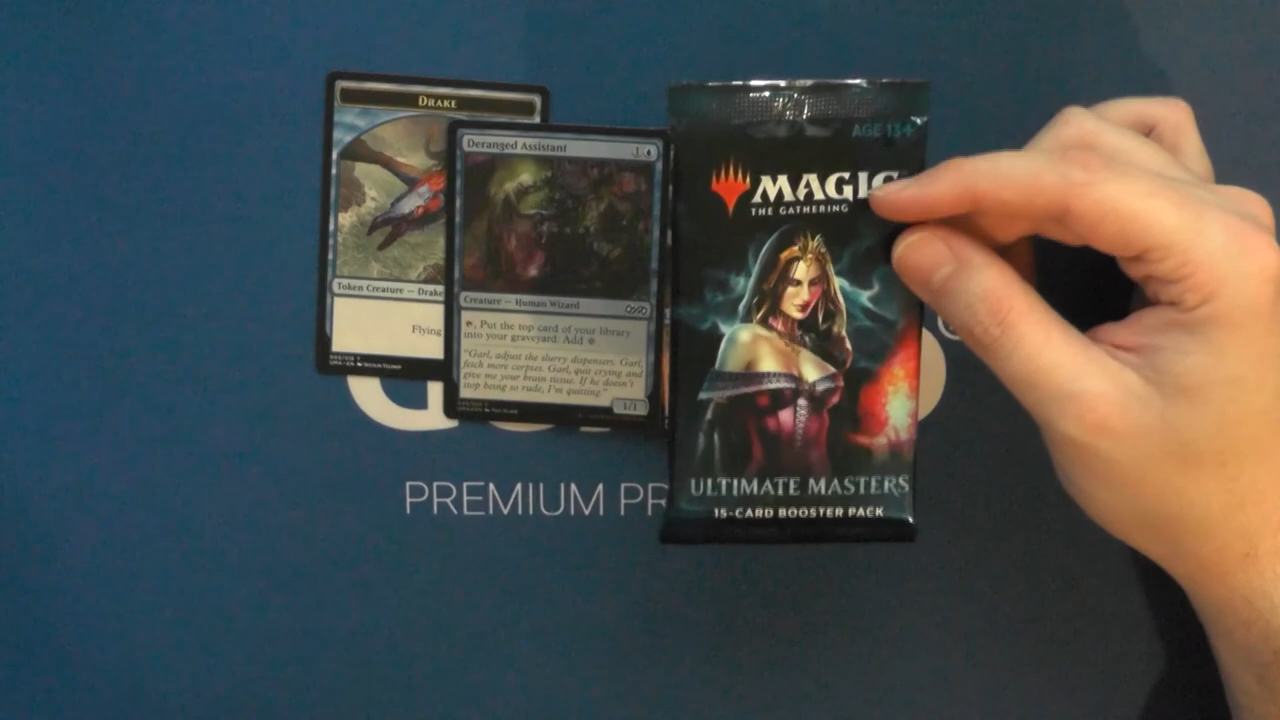 DRAKE
Token Creature — Drake
Flying
Deranged Assistant
1
Creature — Human Wizard
, Put the top card of your library
into your graveyard. Add
"Garl, adjust the slurry dispensers. Garl,
fetch more corpses. Garl, quit crying and
give me your brain tissue. If he doesn't
stop being so rude, I'm quitting."
1/1
AGE 13+
MAGIC
THE GATHERING
ULTIMATE MASTERS
15-CARD BOOSTER PACK
PREMIUM PR